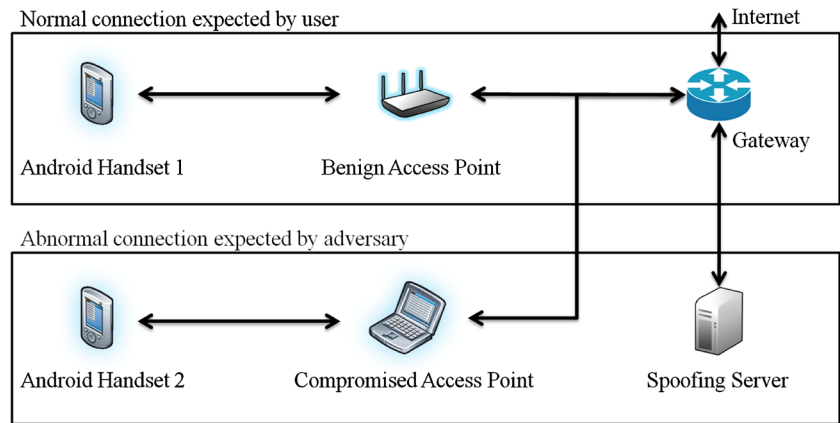 Normal connection expected by user
Internet
Gateway
Android Handset 1
Benign Access Point
Abnormal connection expected by adversary
Android Handset 2
Compromised Access Point
Spoofing Server